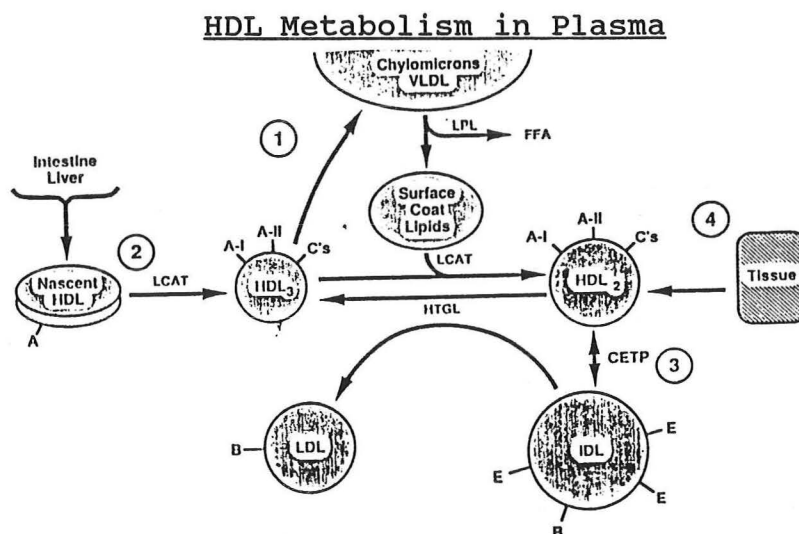 HDL Metabolism in Plasma
Chylomicrons
VLDL
LPL
FFA
1
Intestine
Liver
Surface
Coat
Lipids
2
A-I
A-II
C's
A-I
A-II
C's
4
Nascent
HDL
LCAT
HDL3
LCAT
HDL2
Tissue
A
HTGL
CETP
3
B
LDL
IDL
E
E
E
B